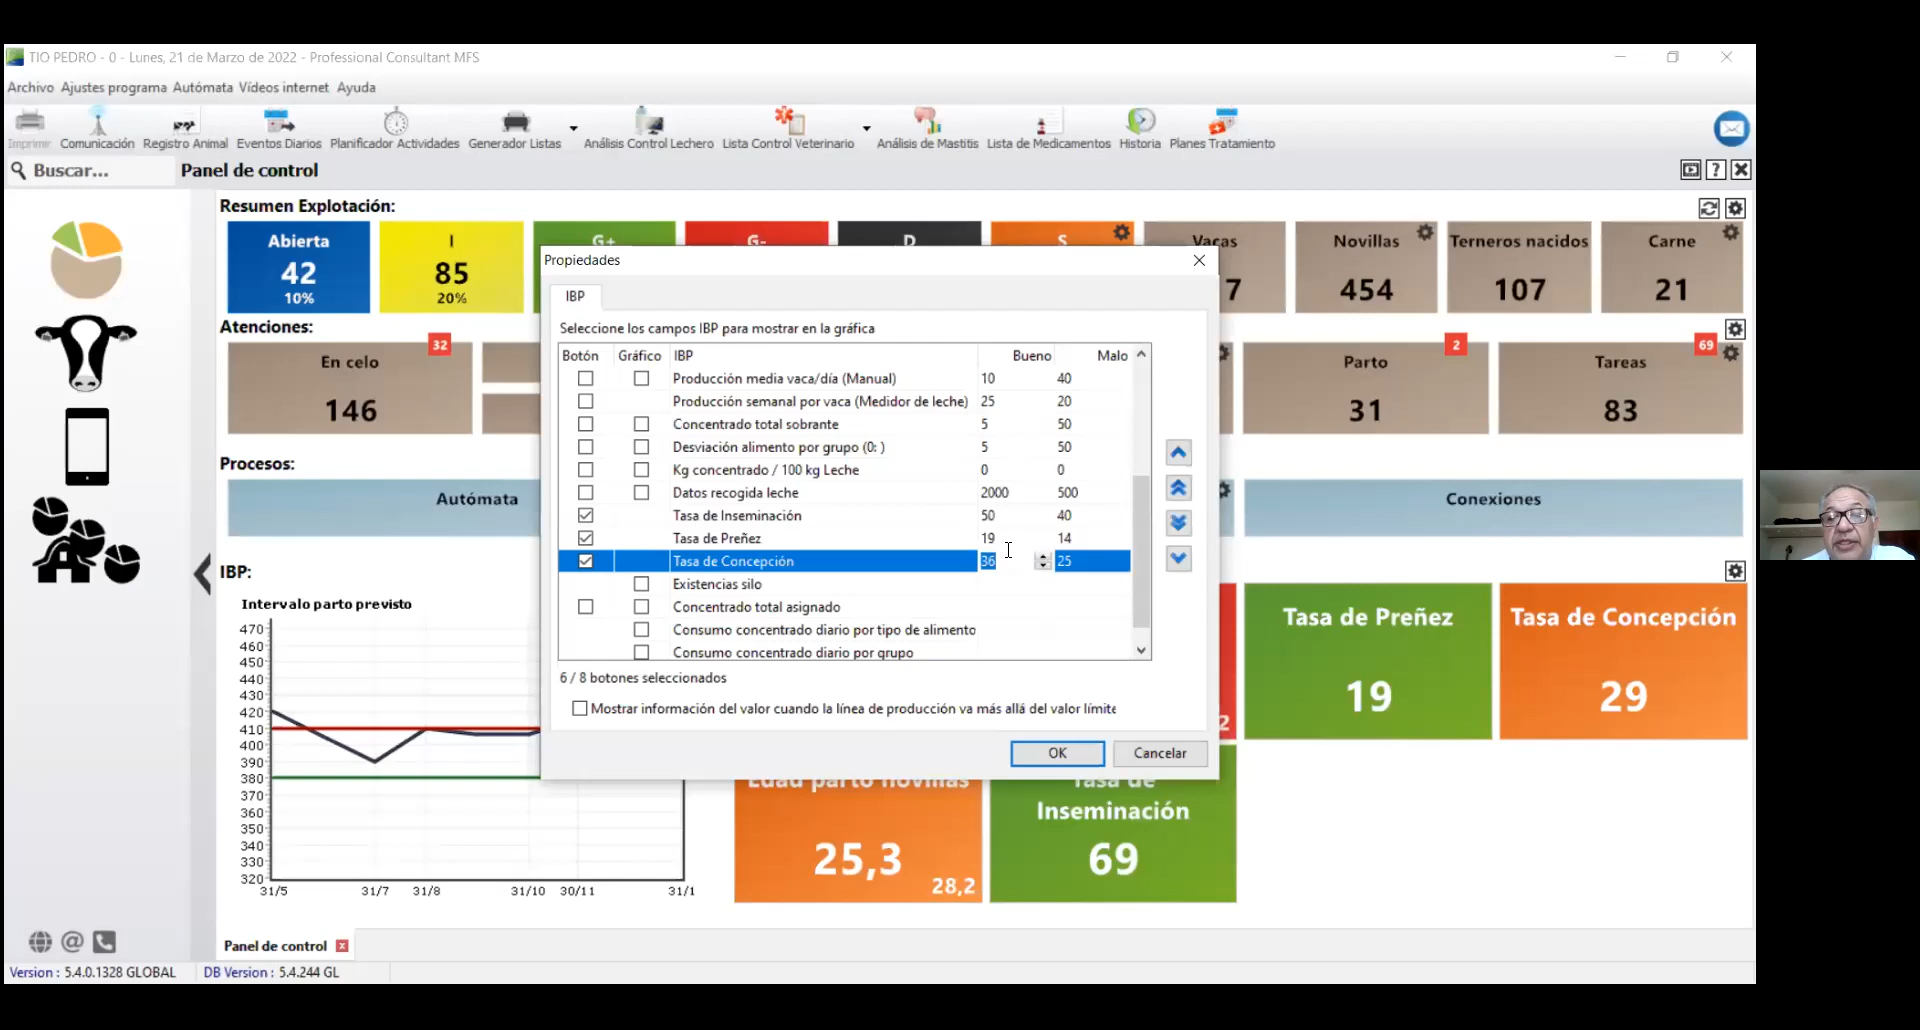 TIO PEDRO - 0 - Lunes, 21 de Marzo de 2022 - Professional Consultant MFS
Archivo Ajustes programa Autómata Vídeos internet Ayuda
Imprimir Comunicación Registro Animal Eventos Diarios Planificador Actividades Generador Listas Análisis Control Lechero Lista Control Veterinario Análisis de Mastitis Lista de Medicamentos Historia Planes Tratamiento
Buscar... Panel de control
Resumen Explotación:
Abierta I G+ G- D S Vacas Novillas Terneros nacidos Carne
42 85 7 454 107 21
10% 20%
Atenciones:
32 2 69
En celo Parto Tareas
146 31 83
Procesos:
Autómata Conexiones
IBP:
Intervalo parto previsto
470
460
450
440
430
420
410
400
390
380
370
360
350
340
330
320
31/5 31/7 31/8 31/10 30/11 31/1
Propiedades
IBP
Seleccione los campos IBP para mostrar en la gráfica
Botón Gráfico IBP Bueno Malo
Producción media vaca/día (Manual) 10 40
Producción semanal por vaca (Medidor de leche) 25 20
Concentrado total sobrante 5 50
Desviación alimento por grupo (0: ) 5 50
Kg concentrado / 100 kg Leche 0 0
Datos recogida leche 2000 500
Tasa de Inseminación 50 40
Tasa de Preñez 19 14
Tasa de Concepción 36 25
Existencias silo
Concentrado total asignado
Consumo concentrado diario por tipo de alimento
Consumo concentrado diario por grupo
6 / 8 botones seleccionados
Mostrar información del valor cuando la línea de producción va más allá del valor límite
OK Cancelar
2
Tasa de Preñez
19
Tasa de Concepción
29
Edad parto novillas
25,3
28,2
Tasa de
Inseminación
69
Panel de control
Version : 5.4.0.1328 GLOBAL DB Version : 5.4.244 GL